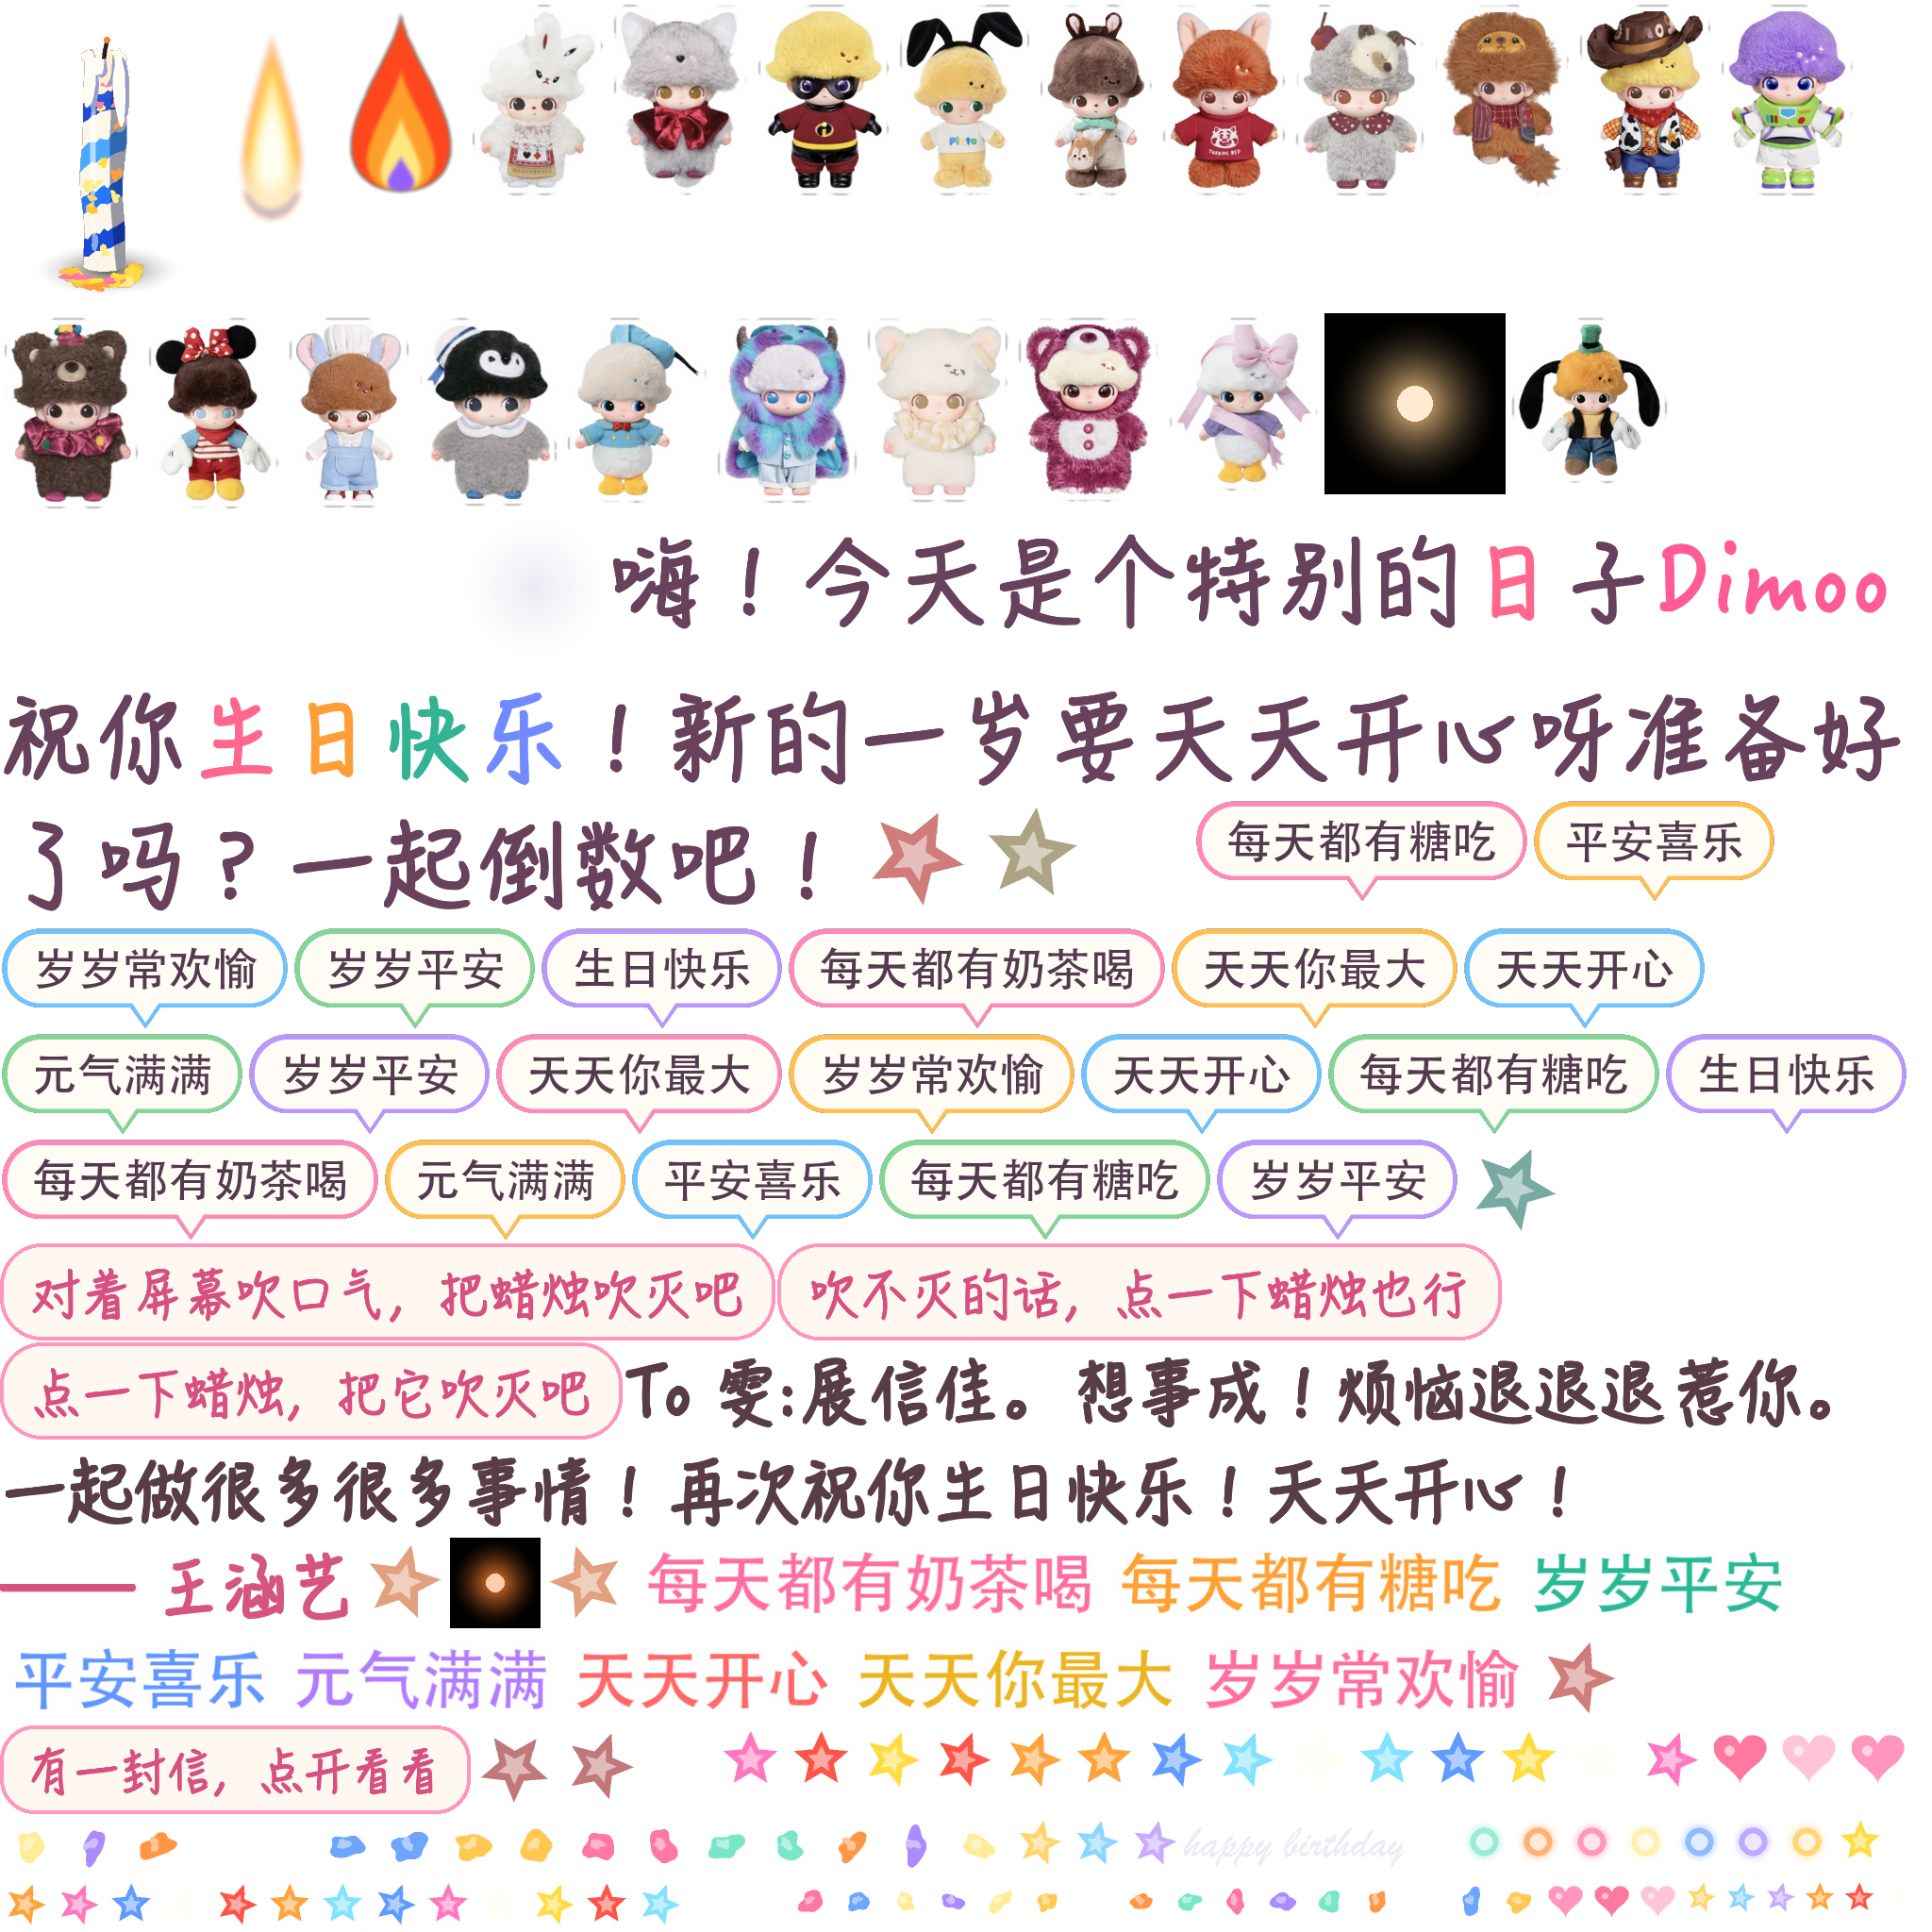 Pluto
TURNING RED
嗨！今天是个特别的日子Dimoo
祝你生日快乐！新的一岁要天天开心呀准备好
了吗？一起倒数吧！ 每天都有糖吃 平安喜乐
岁岁常欢愉 岁岁平安 生日快乐 每天都有奶茶喝 天天你最大 天天开心
元气满满 岁岁平安 天天你最大 岁岁常欢愉 天天开心 每天都有糖吃 生日快乐
每天都有奶茶喝 元气满满 平安喜乐 每天都有糖吃 岁岁平安
对着屏幕吹口气，把蜡烛吹灭吧 吹不灭的话，点一下蜡烛也行
点一下蜡烛，把它吹灭吧 To 雯:展信佳。想事成！烦恼退退退惹你。
一起做很多很多事情！再次祝你生日快乐！天天开心！
—— 王涵艺 每天都有奶茶喝 每天都有糖吃 岁岁平安
平安喜乐 元气满满 天天开心 天天你最大 岁岁常欢愉
有一封信，点开看看
happy birthday